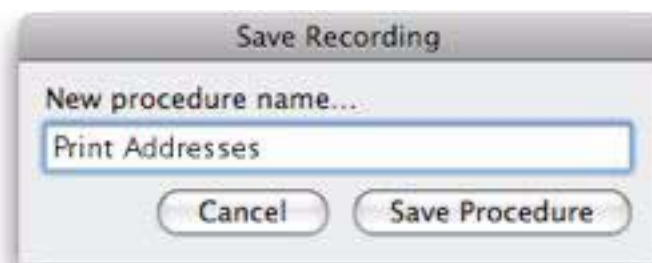 Save Recording
New procedure name...
Print Addresses
Cancel Save Procedure